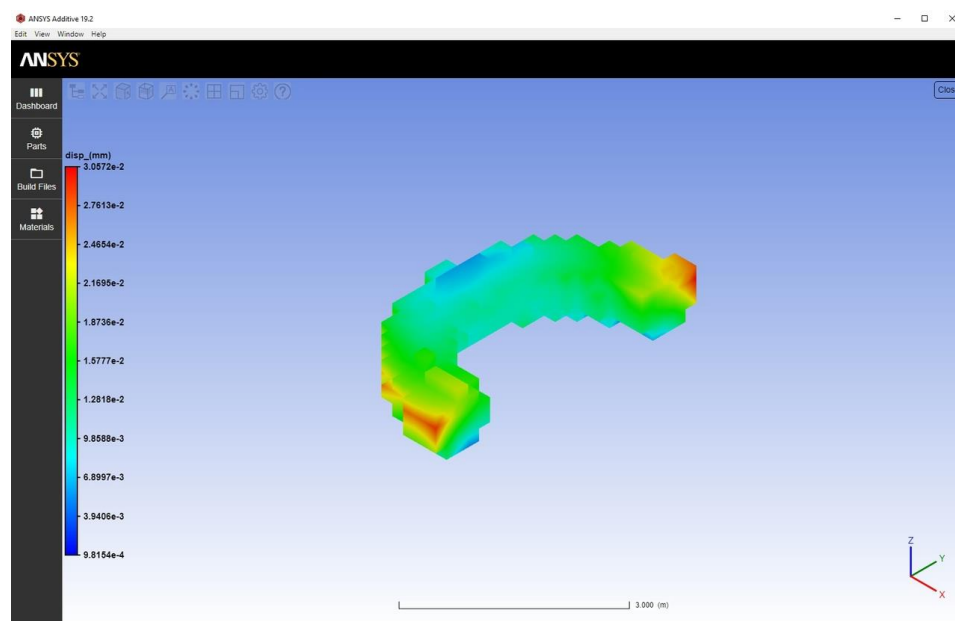 ANSYS Additive 19.2
Edit View Window Help
ANSYS
Dashboard
Parts
Build Files
Materials
Clos
disp_(mm)
3.0572e-2
2.7613e-2
2.4654e-2
2.1695e-2
1.8736e-2
1.5777e-2
1.2818e-2
9.8588e-3
6.8997e-3
3.9406e-3
9.8154e-4
Z
Y
X
3.000 (m)